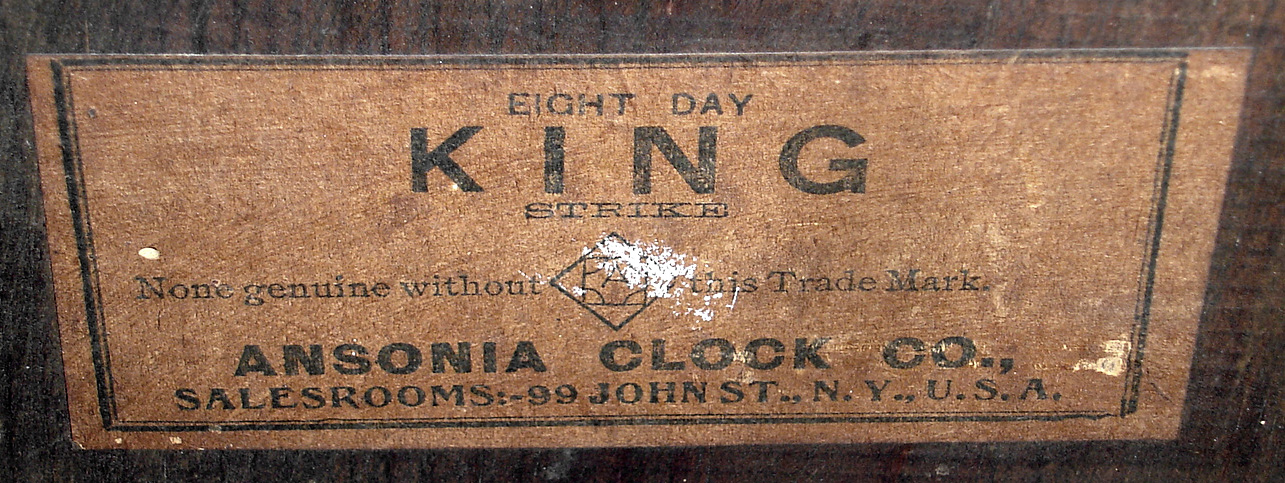 EIGHT DAY
KING
STRIKE
None genuine without this Trade Mark.
ANSONIA CLOCK CO.,
SALESROOMS:-99 JOHN ST., N. Y., U. S. A.